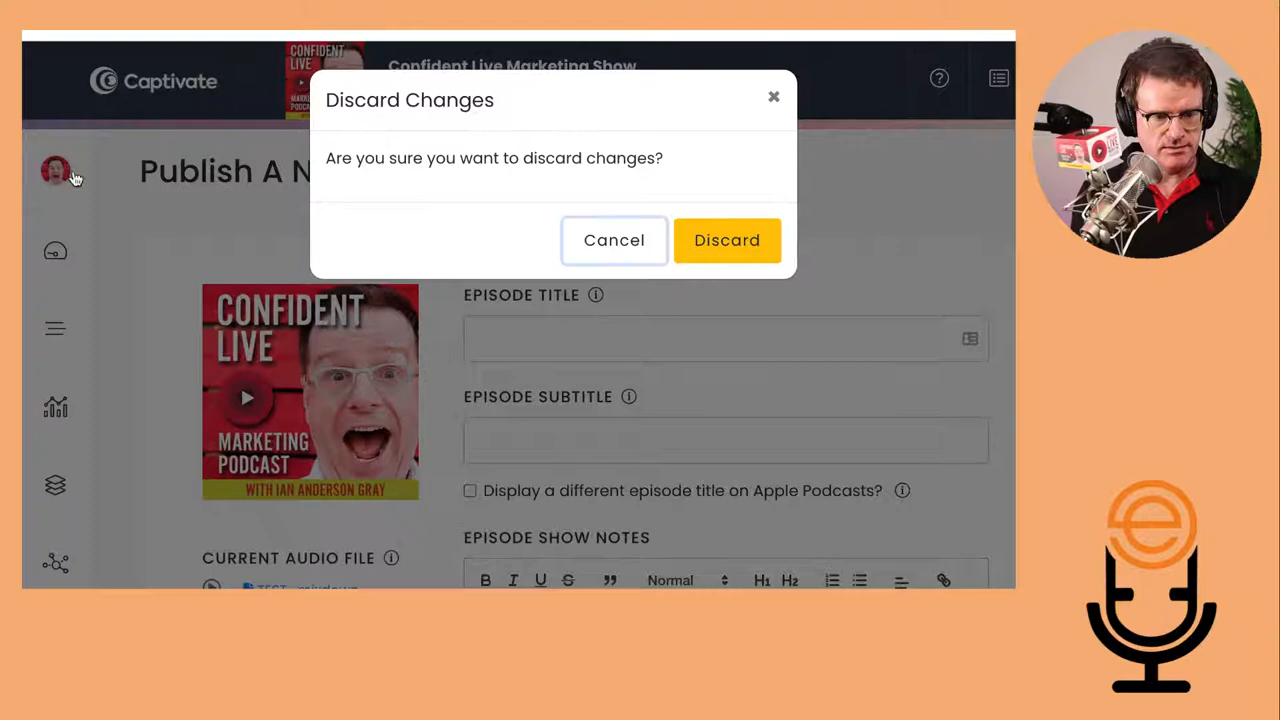 Captivate
CONFIDENT
LIVE
Confident Live Marketing Show
Discard Changes
Are you sure you want to discard changes?
Cancel
Discard
Publish A N
CONFIDENT
LIVE
MARKETING
PODCAST
WITH IAN ANDERSON GRAY
EPISODE TITLE
EPISODE SUBTITLE
Display a different episode title on Apple Podcasts?
EPISODE SHOW NOTES
B I U S Normal H1 H2
CURRENT AUDIO FILE